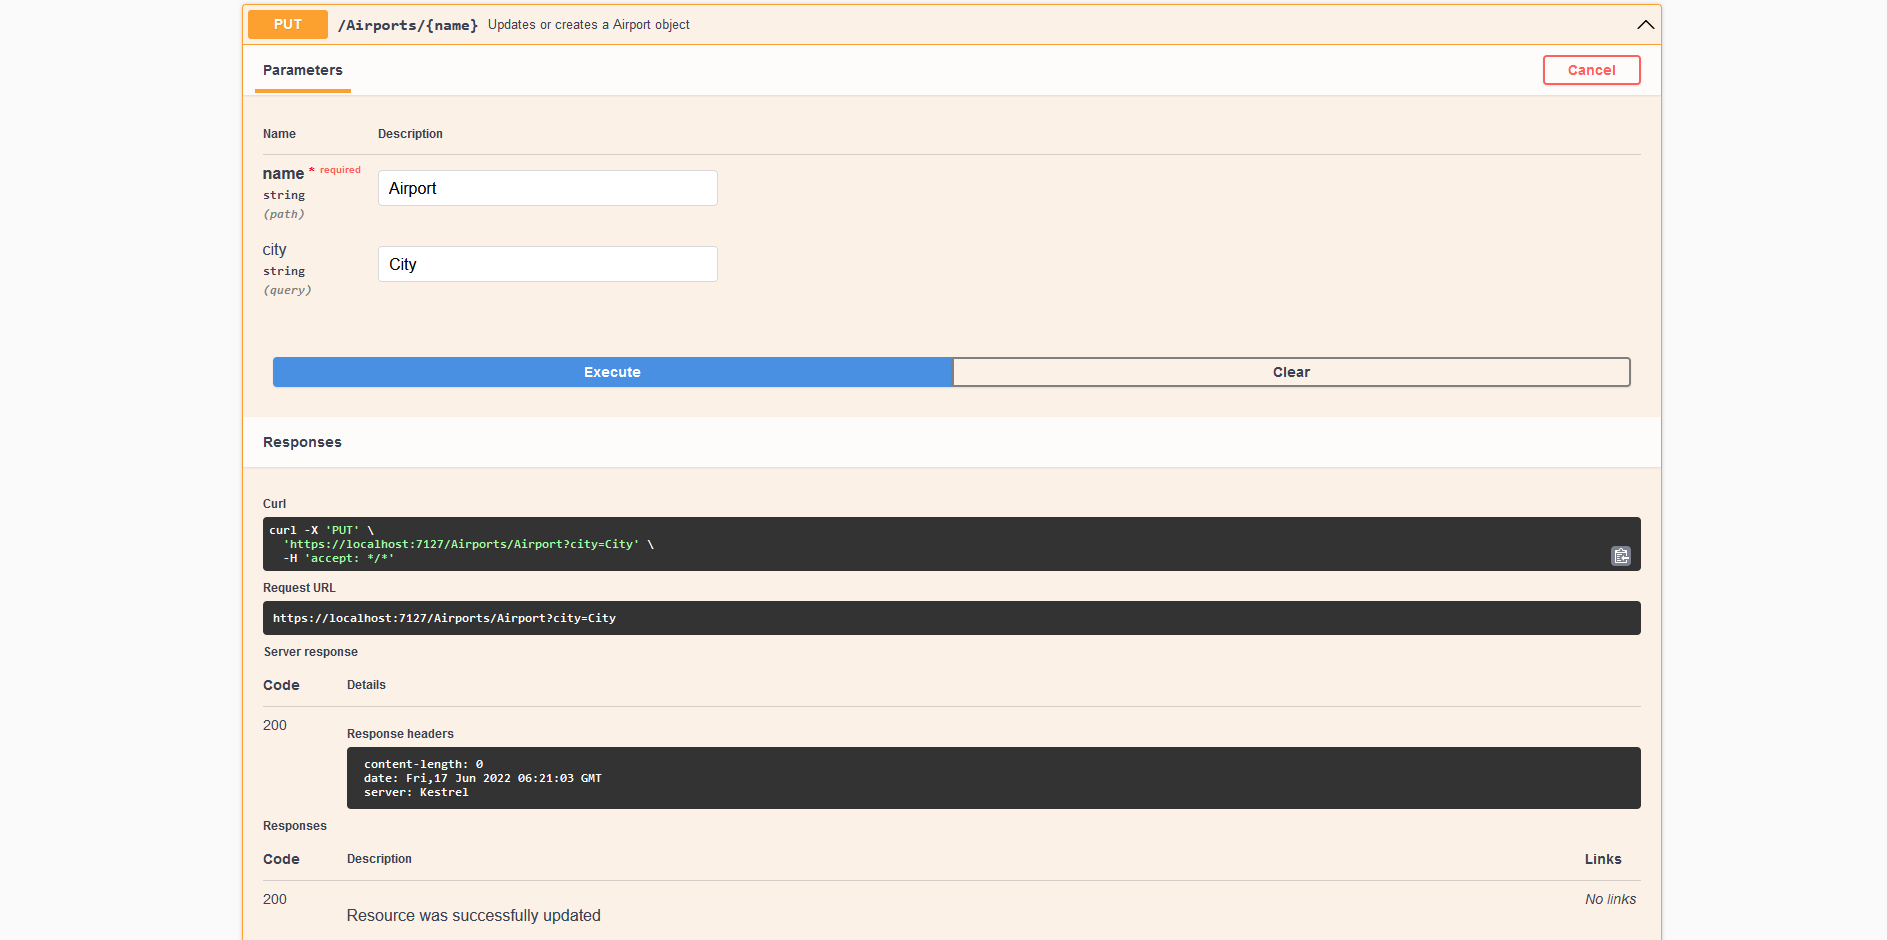 PUT /Airports/{name} Updates or creates a Airport object
Parameters
Cancel
Name Description
name * required
string
(path)
Airport
city
string
(query)
City
Execute Clear
Responses
Curl
curl -X 'PUT' \
'https://localhost:7127/Airports/Airport?city=City' \
-H 'accept: */*'
Request URL
https://localhost:7127/Airports/Airport?city=City
Server response
Code Details
200
Response headers
content-length: 0
date: Fri,17 Jun 2022 06:21:03 GMT
server: Kestrel
Responses
Code Description Links
200 No links
Resource was successfully updated